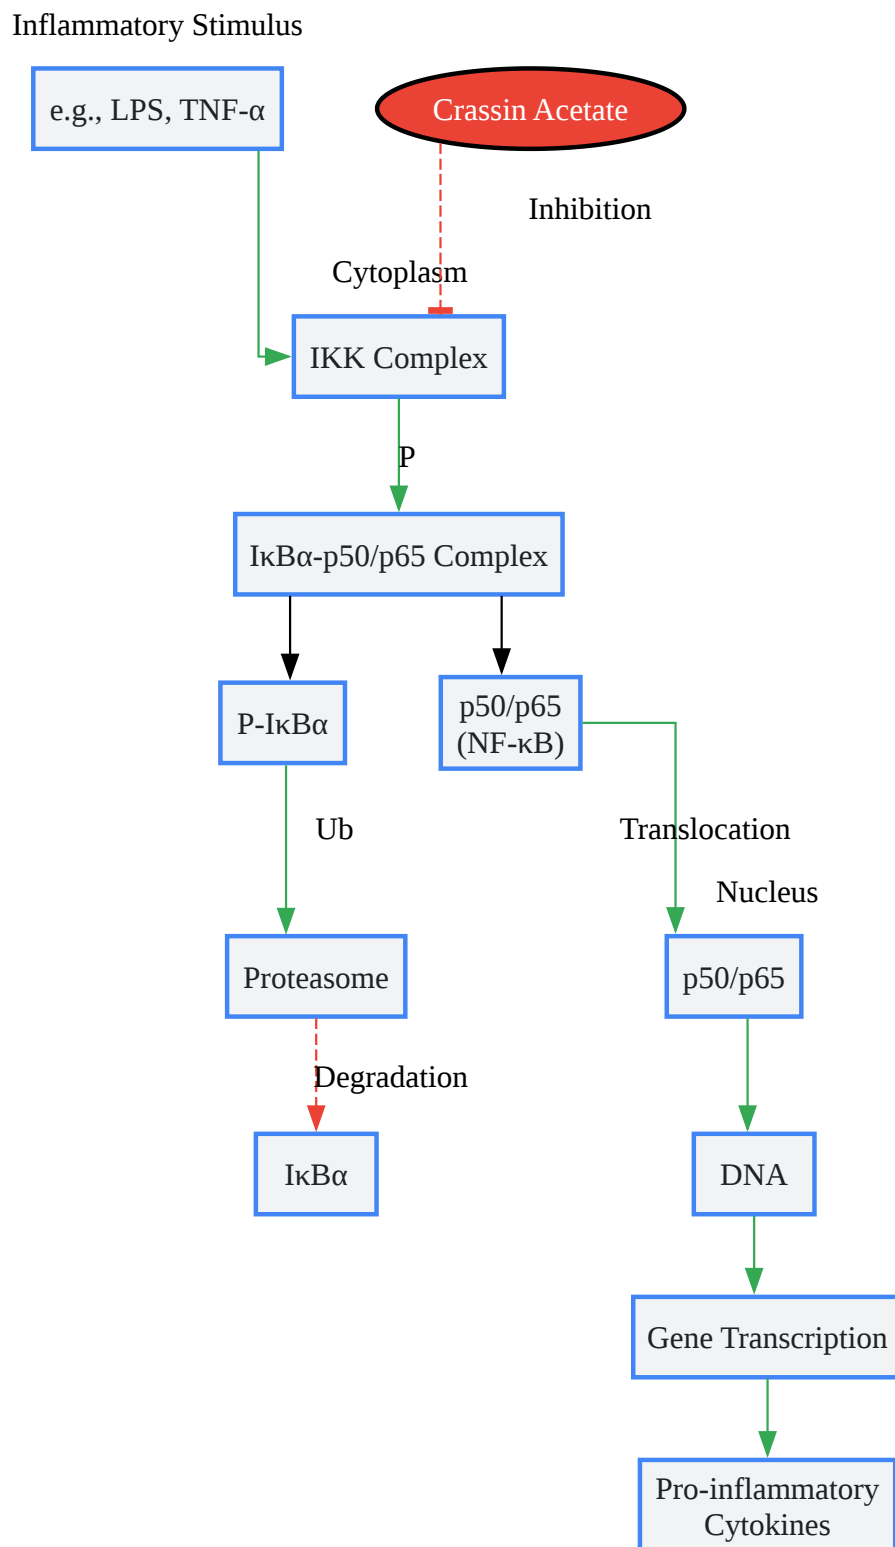 Inflammatory Stimulus
e.g., LPS, TNF-α
Crassin Acetate
Inhibition
Cytoplasm
IKK Complex
P
IκBα-p50/p65 Complex
P-IκBα
p50/p65
(NF-κB)
Ub
Translocation
Nucleus
Proteasome
p50/p65
Degradation
IκBα
DNA
Gene Transcription
Pro-inflammatory
Cytokines